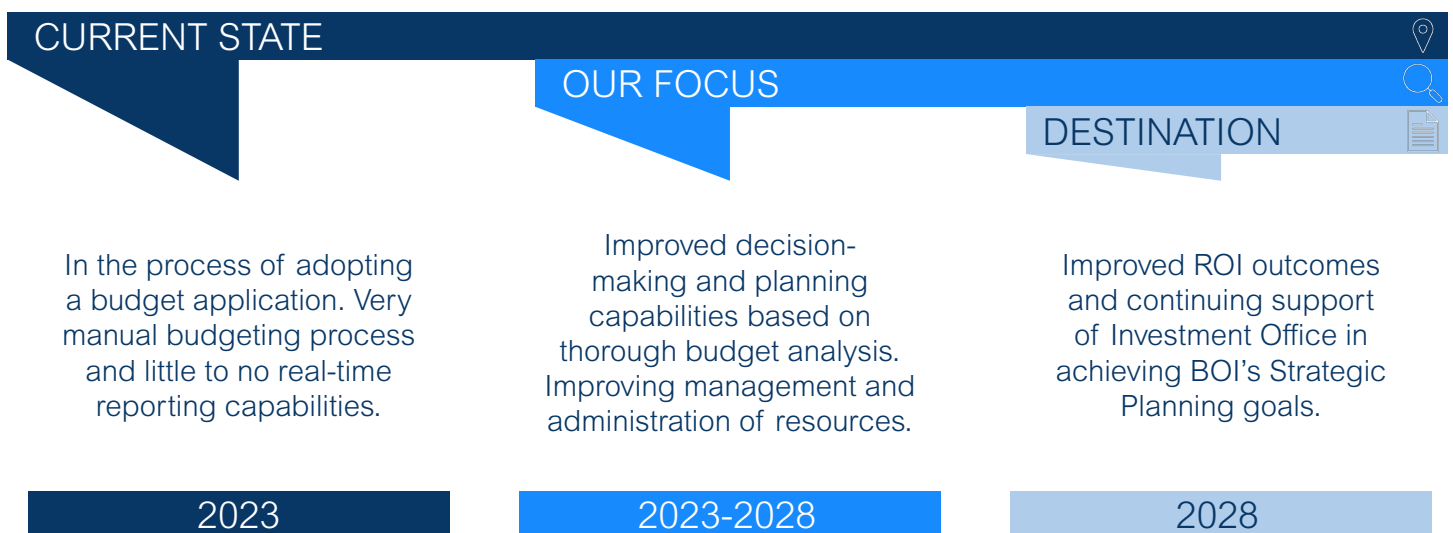 CURRENT STATE
OUR FOCUS
DESTINATION
In the process of adopting
a budget application. Very
manual budgeting process
and little to no real-time
reporting capabilities.
Improved decision-
making and planning
capabilities based on
thorough budget analysis.
Improving management and
administration of resources.
Improved ROI outcomes
and continuing support
of Investment Office in
achieving BOI’s Strategic
Planning goals.
2023
2023-2028
2028